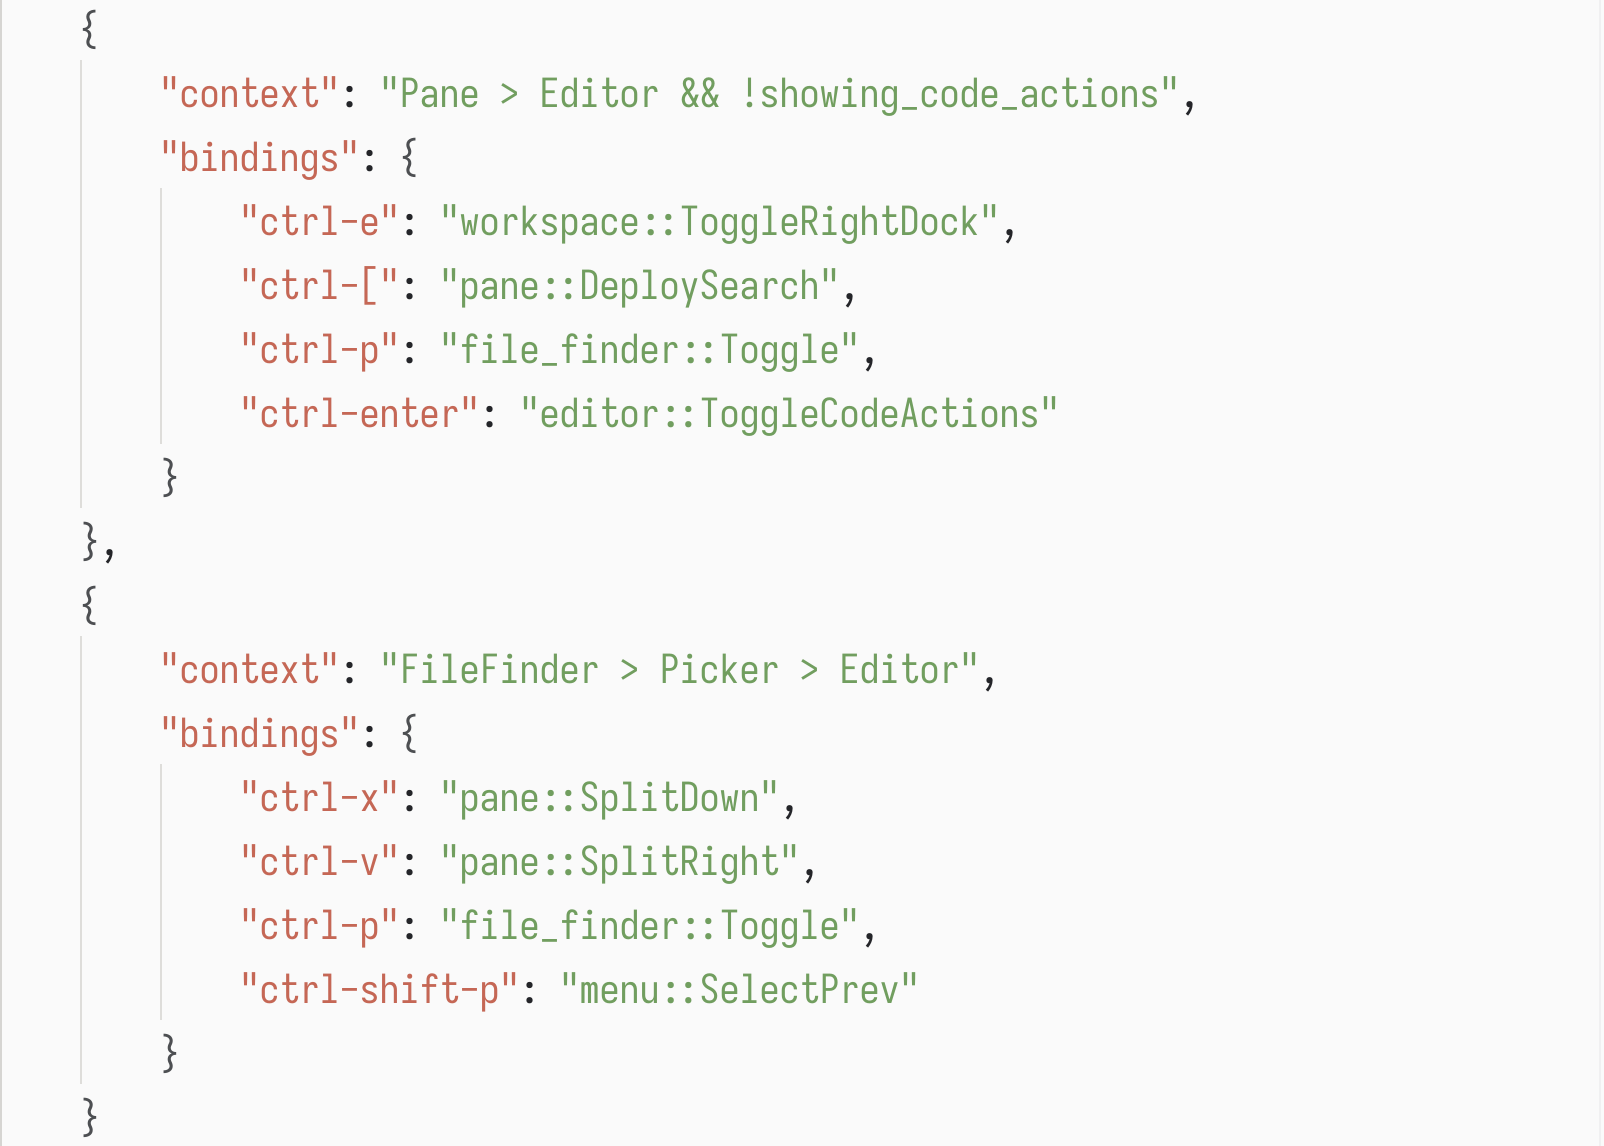 {
"context": "Pane > Editor && !showing_code_actions",
"bindings": {
"ctrl-e": "workspace::ToggleRightDock",
"ctrl-[": "pane::DeploySearch",
"ctrl-p": "file_finder::Toggle",
"ctrl-enter": "editor::ToggleCodeActions"
}
},
{
"context": "FileFinder > Picker > Editor",
"bindings": {
"ctrl-x": "pane::SplitDown",
"ctrl-v": "pane::SplitRight",
"ctrl-p": "file_finder::Toggle",
"ctrl-shift-p": "menu::SelectPrev"
}
}